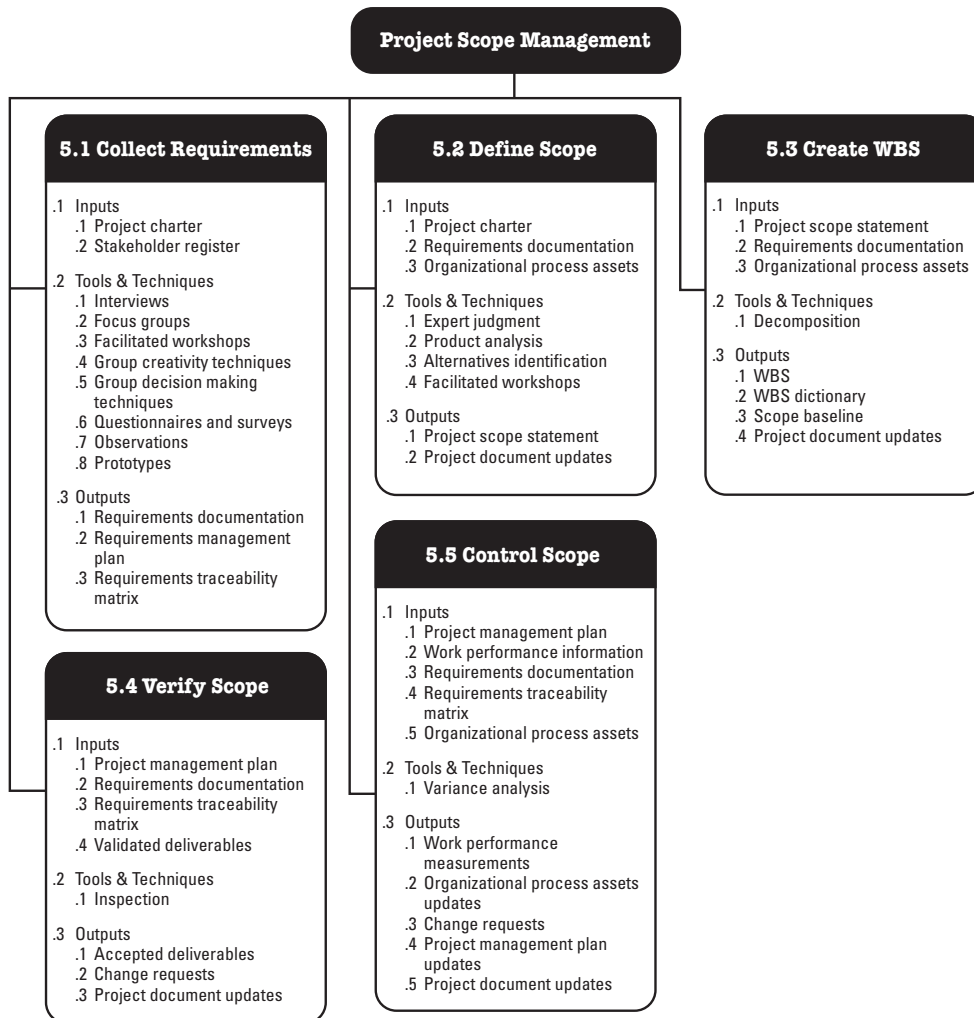 Project Scope Management
5.1 Collect Requirements
.1 Inputs
.1 Project charter
.2 Stakeholder register
.2 Tools & Techniques
.1 Interviews
.2 Focus groups
.3 Facilitated workshops
.4 Group creativity techniques
.5 Group decision making
techniques
.6 Questionnaires and surveys
.7 Observations
.8 Prototypes
.3 Outputs
.1 Requirements documentation
.2 Requirements management
plan
.3 Requirements traceability
matrix
5.2 Define Scope
.1 Inputs
.1 Project charter
.2 Requirements documentation
.3 Organizational process assets
.2 Tools & Techniques
.1 Expert judgment
.2 Product analysis
.3 Alternatives identification
.4 Facilitated workshops
.3 Outputs
.1 Project scope statement
.2 Project document updates
5.3 Create WBS
.1 Inputs
.1 Project scope statement
.2 Requirements documentation
.3 Organizational process assets
.2 Tools & Techniques
.1 Decomposition
.3 Outputs
.1 WBS
.2 WBS dictionary
.3 Scope baseline
.4 Project document updates
5.4 Verify Scope
.1 Inputs
.1 Project management plan
.2 Requirements documentation
.3 Requirements traceability
matrix
.4 Validated deliverables
.2 Tools & Techniques
.1 Inspection
.3 Outputs
.1 Accepted deliverables
.2 Change requests
.3 Project document updates
5.5 Control Scope
.1 Inputs
.1 Project management plan
.2 Work performance information
.3 Requirements documentation
.4 Requirements traceability
matrix
.5 Organizational process assets
.2 Tools & Techniques
.1 Variance analysis
.3 Outputs
.1 Work performance
measurements
.2 Organizational process assets
updates
.3 Change requests
.4 Project management plan
updates
.5 Project document updates